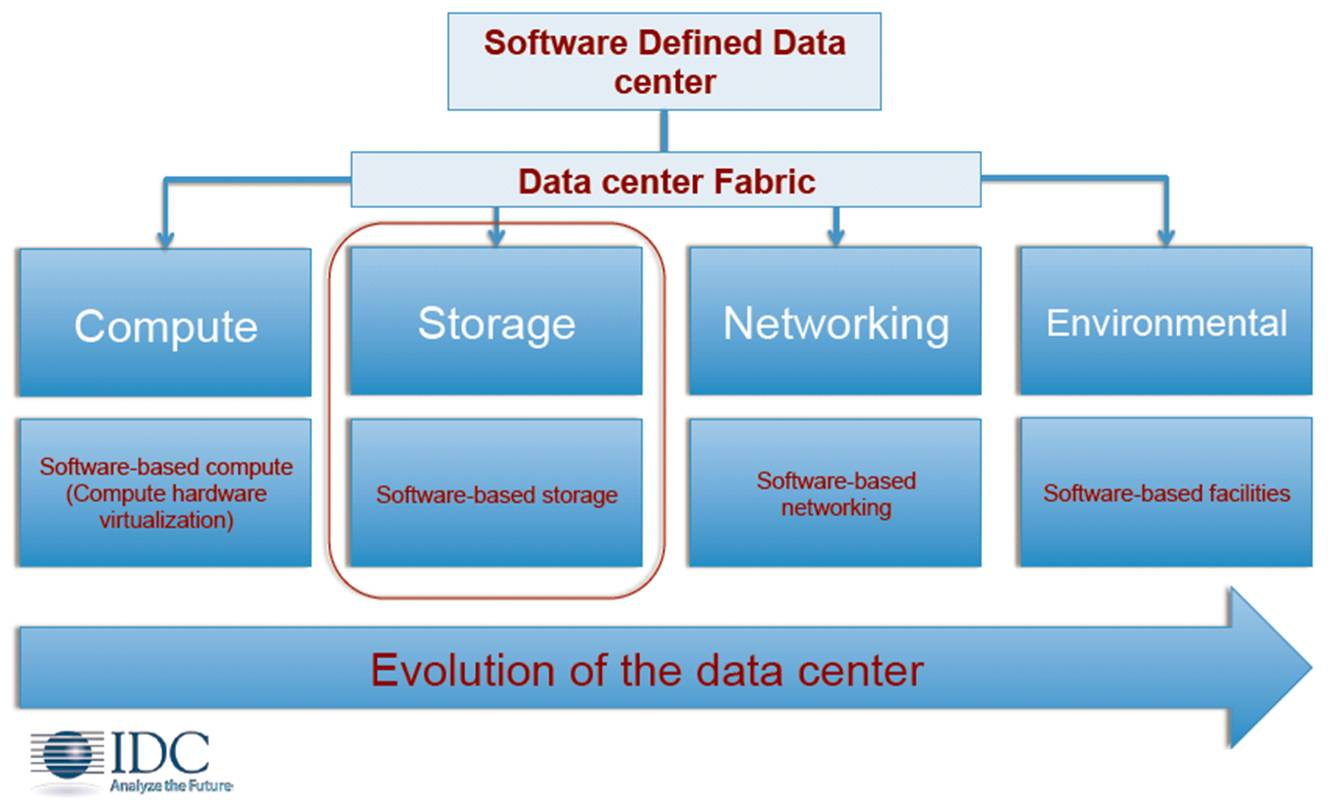 Software Defined Data
center
Data center Fabric
Compute
Storage
Networking
Environmental
Software-based compute
(Compute hardware
virtualization)
Software-based storage
Software-based
networking
Software-based facilities
Evolution of the data center
IDC
Analyze the Future